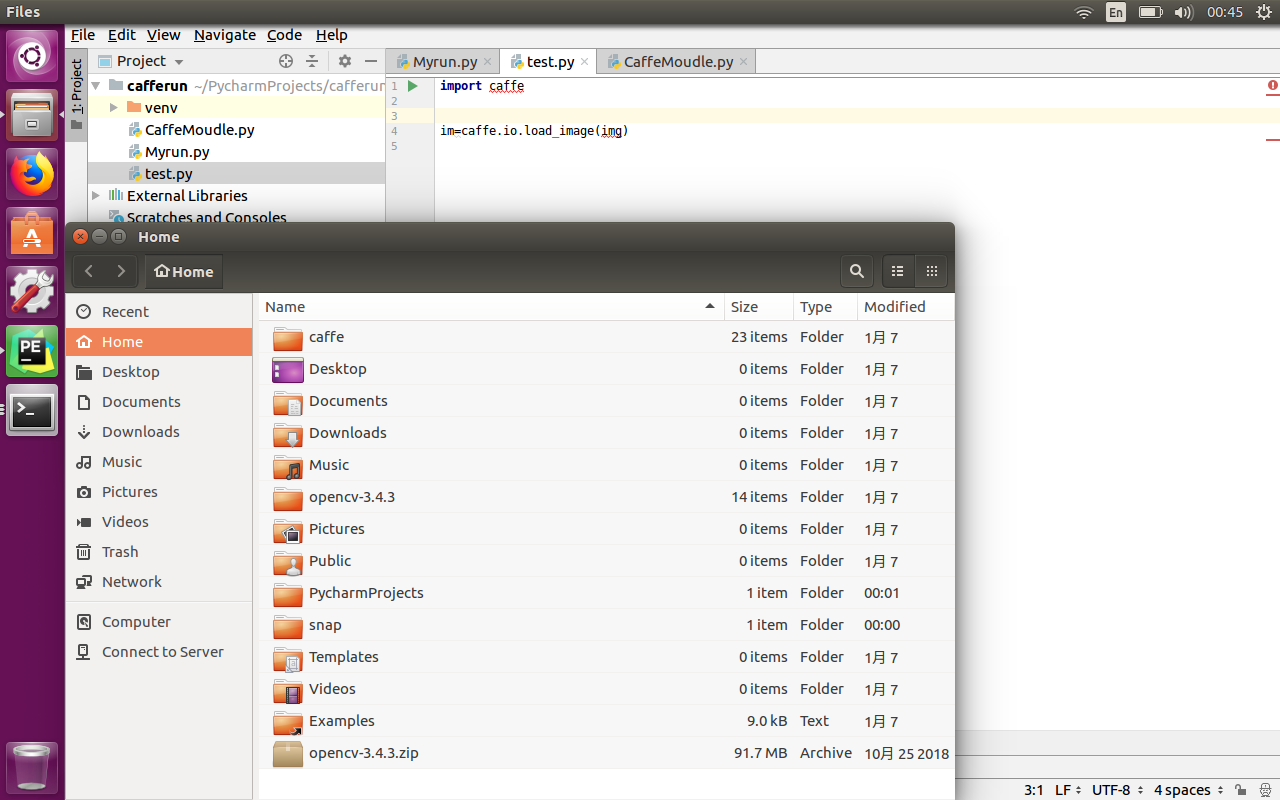 Files
En
00:45
File Edit View Navigate Code Help
1: Project
Project
Myrun.py
test.py
CaffeMoudle.py
cafferun ~/PycharmProjects/cafferun
venv
CaffeMoudle.py
Myrun.py
test.py
External Libraries
Scratches and Consoles
1 import caffe
2
3
4 im=caffe.io.load_image(img)
5
PE
Home
Home
Recent
Home
Desktop
Documents
Downloads
Music
Pictures
Videos
Trash
Network
Computer
Connect to Server
Name Size Type Modified
caffe 23 items Folder 1月 7
Desktop 0 items Folder 1月 7
Documents 0 items Folder 1月 7
Downloads 0 items Folder 1月 7
Music 0 items Folder 1月 7
opencv-3.4.3 14 items Folder 1月 7
Pictures 0 items Folder 1月 7
Public 0 items Folder 1月 7
PycharmProjects 1 item Folder 00:01
snap 1 item Folder 00:00
Templates 0 items Folder 1月 7
Videos 0 items Folder 1月 7
Examples 9.0 kB Text 1月 7
opencv-3.4.3.zip 91.7 MB Archive 10月 25 2018
3:1 LF UTF-8 4 spaces